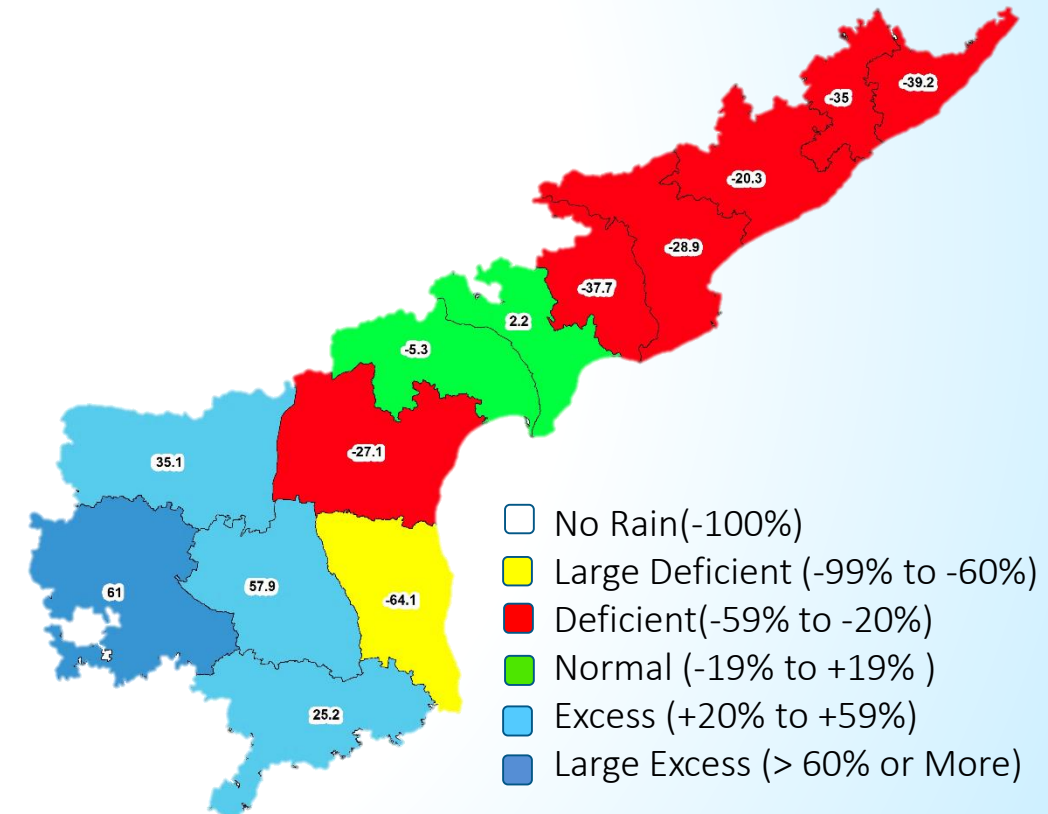 -39.2
-35
-20.3
-28.9
-37.7
2.2
-5.3
-27.1
35.1
57.9
61
-64.1
25.2
No Rain(-100%)
Large Deficient (-99% to -60%)
Deficient(-59% to -20%)
Normal (-19% to +19% )
Excess (+20% to +59%)
Large Excess (> 60% or More)